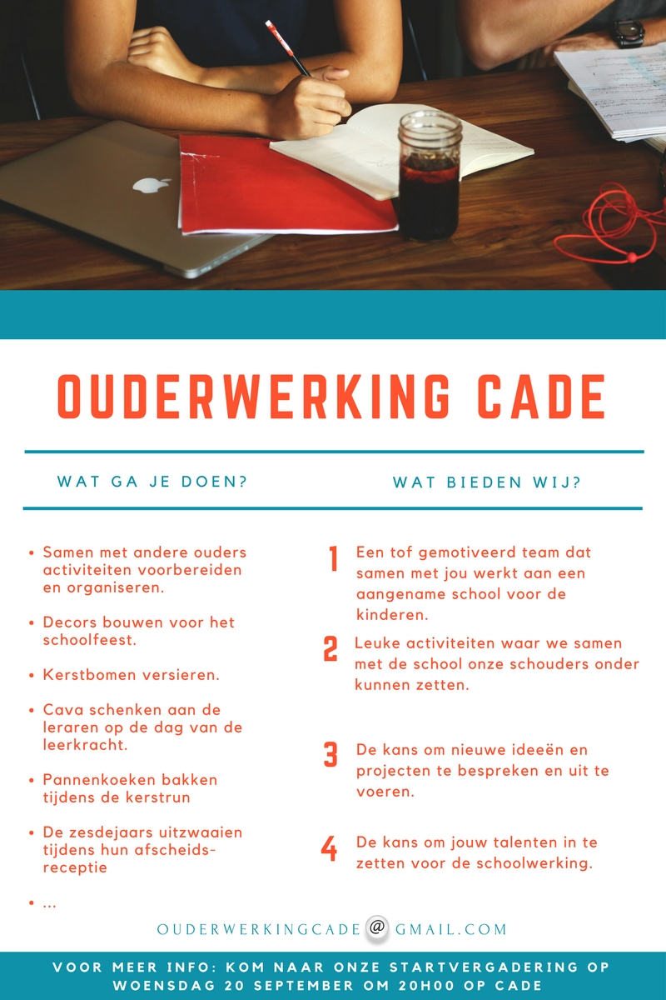 OUDERWERKING CADE
WAT GA JE DOEN?
WAT BIEDEN WIJ?
• Samen met andere ouders
activiteiten voorbereiden
en organiseren.
• Decors bouwen voor het
schoolfeest.
• Kerstbomen versieren.
• Cava schenken aan de
leraren op de dag van de
leerkracht.
• Pannenkoeken bakken
tijdens de kerstrun
• De zesdejaars uitzwaaien
tijdens hun afscheids-
receptie
• ...
1 Een tof gemotiveerd team dat
samen met jou werkt aan een
aangename school voor de
kinderen.
2 Leuke activiteiten waar we samen
met de school onze schouders onder
kunnen zetten.
3 De kans om nieuwe ideeën en
projecten te bespreken en uit te
voeren.
4 De kans om jouw talenten in te
zetten voor de schoolwerking.
OUDERWERKINGCADE@GMAIL.COM
VOOR MEER INFO: KOM NAAR ONZE STARTVERGADERING OP
WOENSDAG 20 SEPTEMBER OM 20H00 OP CADE